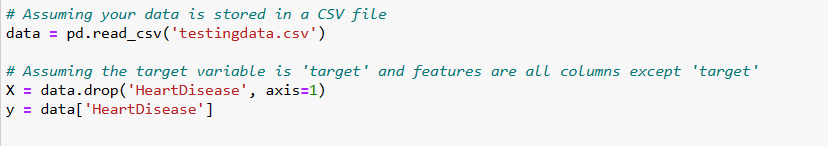 # Assuming your data is stored in a CSV file
data = pd.read_csv('testingdata.csv')
# Assuming the target variable is 'target' and features are all columns except 'target'
X = data.drop('HeartDisease', axis=1)
y = data['HeartDisease']